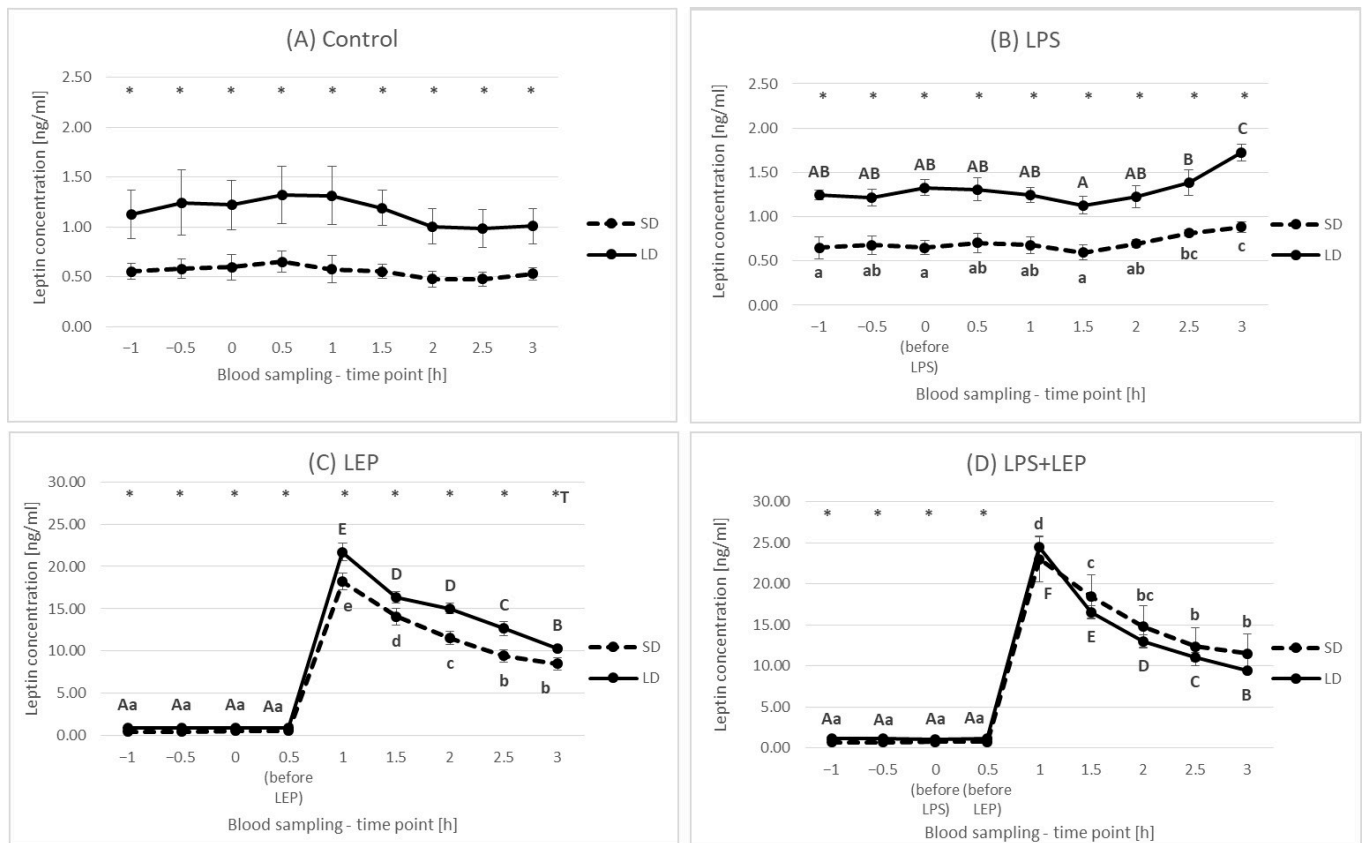 (A) Control
Leptin concentration [ng/ml]
2.50
2.00
1.50
1.00
0.50
0.00
* * * * * * * * *
−1 −0.5 0 0.5 1 1.5 2 2.5 3
Blood sampling - time point [h]
SD
LD
(B) LPS
Leptin concentration [ng/ml]
2.50
2.00
1.50
1.00
0.50
0.00
* * * * * * * * *
AB AB AB AB AB A AB B C
a ab a ab ab a ab bc c
−1 −0.5 0 0.5 1 1.5 2 2.5 3
(before
LPS)
Blood sampling - time point [h]
SD
LD
(C) LEP
Leptin concentration [ng/ml]
30.00
25.00
20.00
15.00
10.00
5.00
0.00
* * * * * * * * *T
Aa Aa Aa Aa E D D C B
e d c b b
−1 −0.5 0 0.5 1 1.5 2 2.5 3
(before
LEP)
Blood sampling - time point [h]
SD
LD
(D) LPS+LEP
Leptin concentration [ng/ml]
30.00
25.00
20.00
15.00
10.00
5.00
0.00
* * * *
Aa Aa Aa Aa d c bc b b
F E D C B
−1 −0.5 0 0.5 1 1.5 2 2.5 3
(before (before
LPS) LEP)
Blood sampling - time point [h]
SD
LD